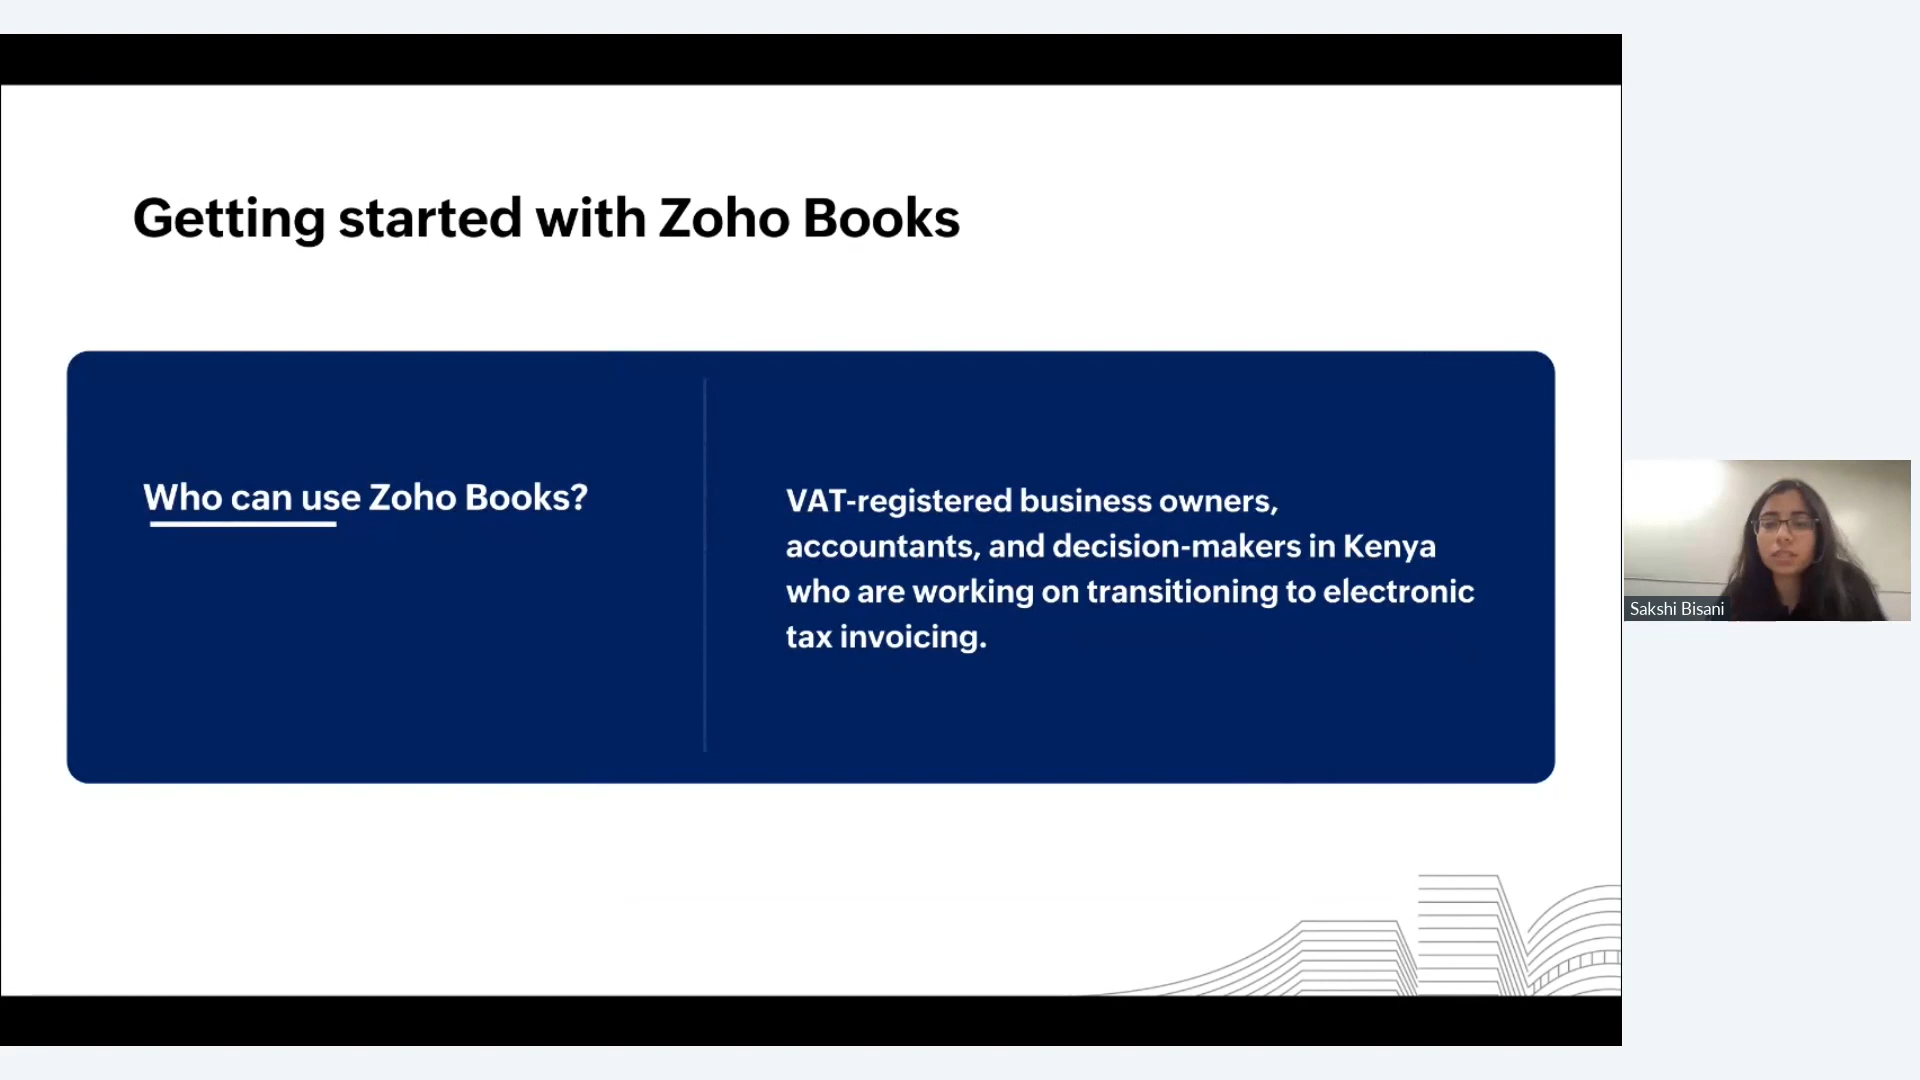 Getting started with Zoho Books
Who can use Zoho Books?
VAT-registered business owners,
accountants, and decision-makers in Kenya
who are working on transitioning to electronic
tax invoicing.
Sakshi Bisani